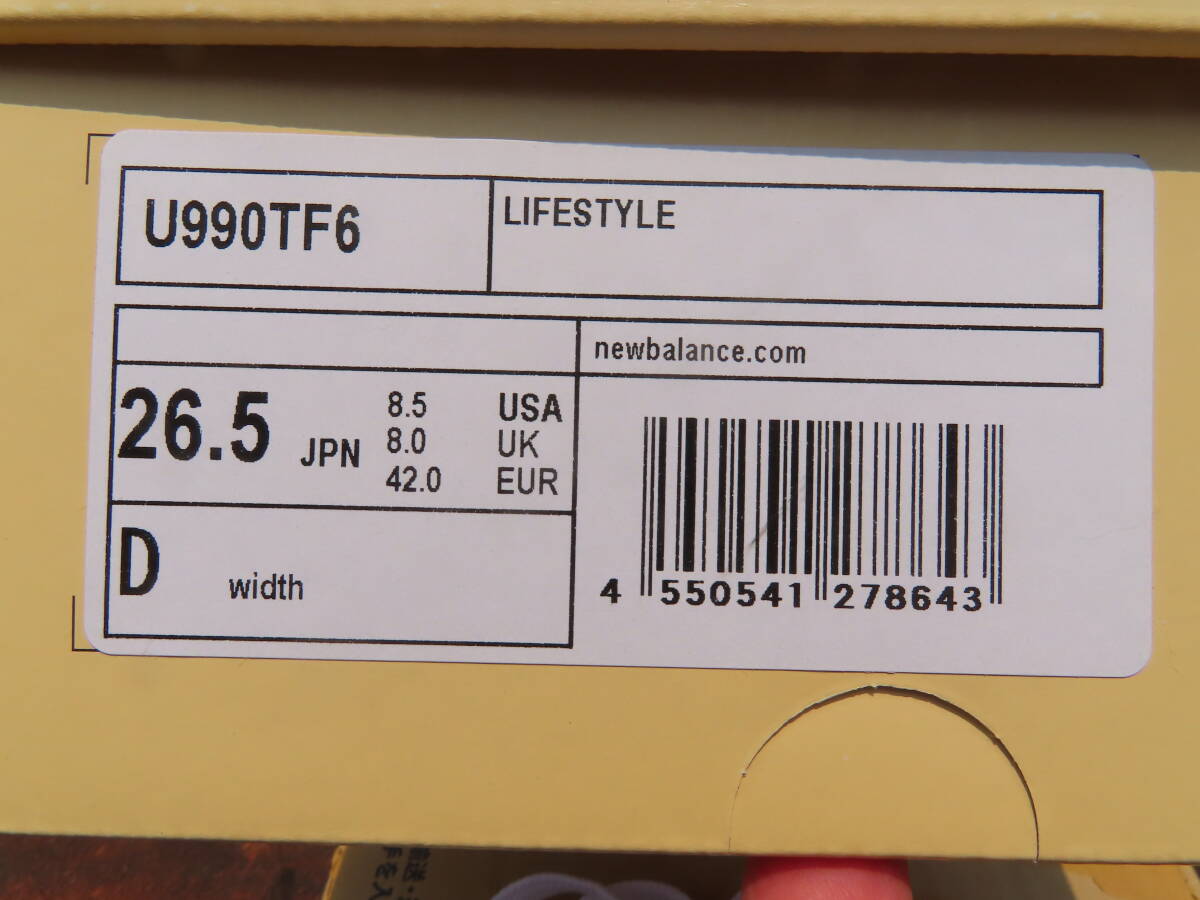 U990TF6
LIFESTYLE
newbalance.com
26.5 JPN
8.5 USA
8.0 UK
42.0 EUR
D width
4 550541 278643